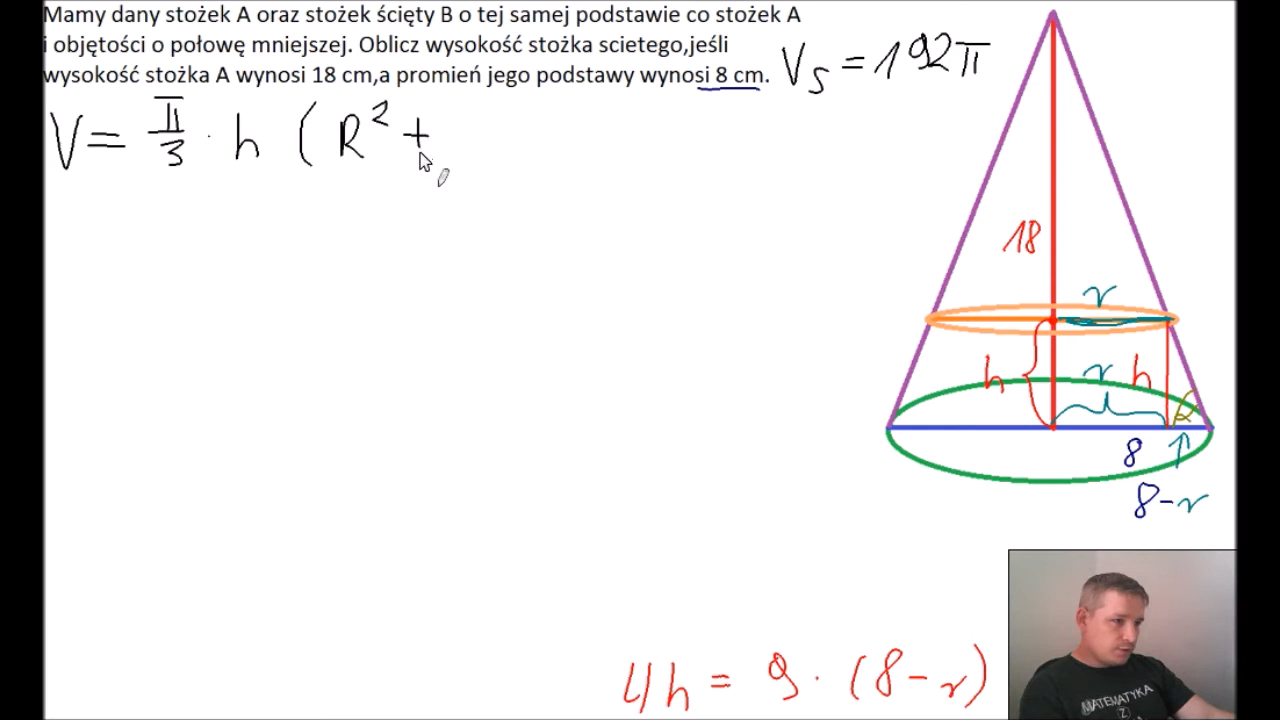 Mamy dany stożek A oraz stożek ścięty B o tej samej podstawie co stożek A
i objętości o połowę mniejszej. Oblicz wysokość stożka scietego,jeśli
wysokość stożka A wynosi 18 cm,a promień jego podstawy wynosi 8 cm.
V_S = 192π
V = π/3 · h ( R² +
18
r
h
r
h
α
8
8-r
4h = 9 · (8-r)
MATEMATYKA
Z